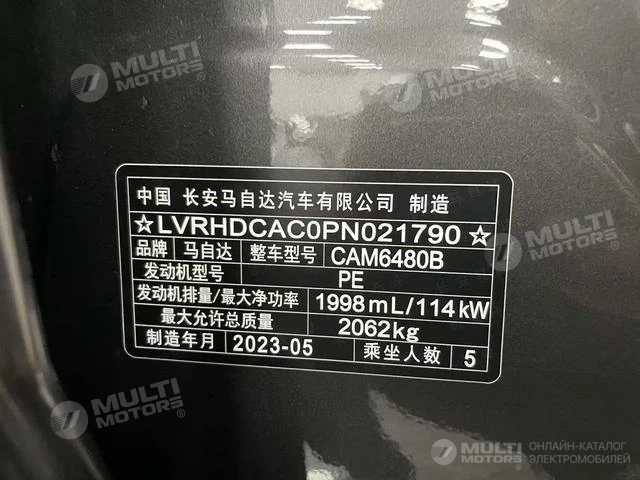 MULTI
MOTORS®
MULTI
MOTORS®
中国 长安马自达汽车有限公司 制造
☆LVRHDCAC0PN021790☆
品牌 马自达 整车型号 CAM6480B
发动机型号 PE
发动机排量/最大净功率 1998mL/114kW
最大允许总质量 2062kg
制造年月 2023-05 乘坐人数 5
MULTI
MOTORS®
MULTI
MOTORS®
ОНЛАЙН-КАТАЛОГ
ЭЛЕКТРОМОБИЛЕЙ